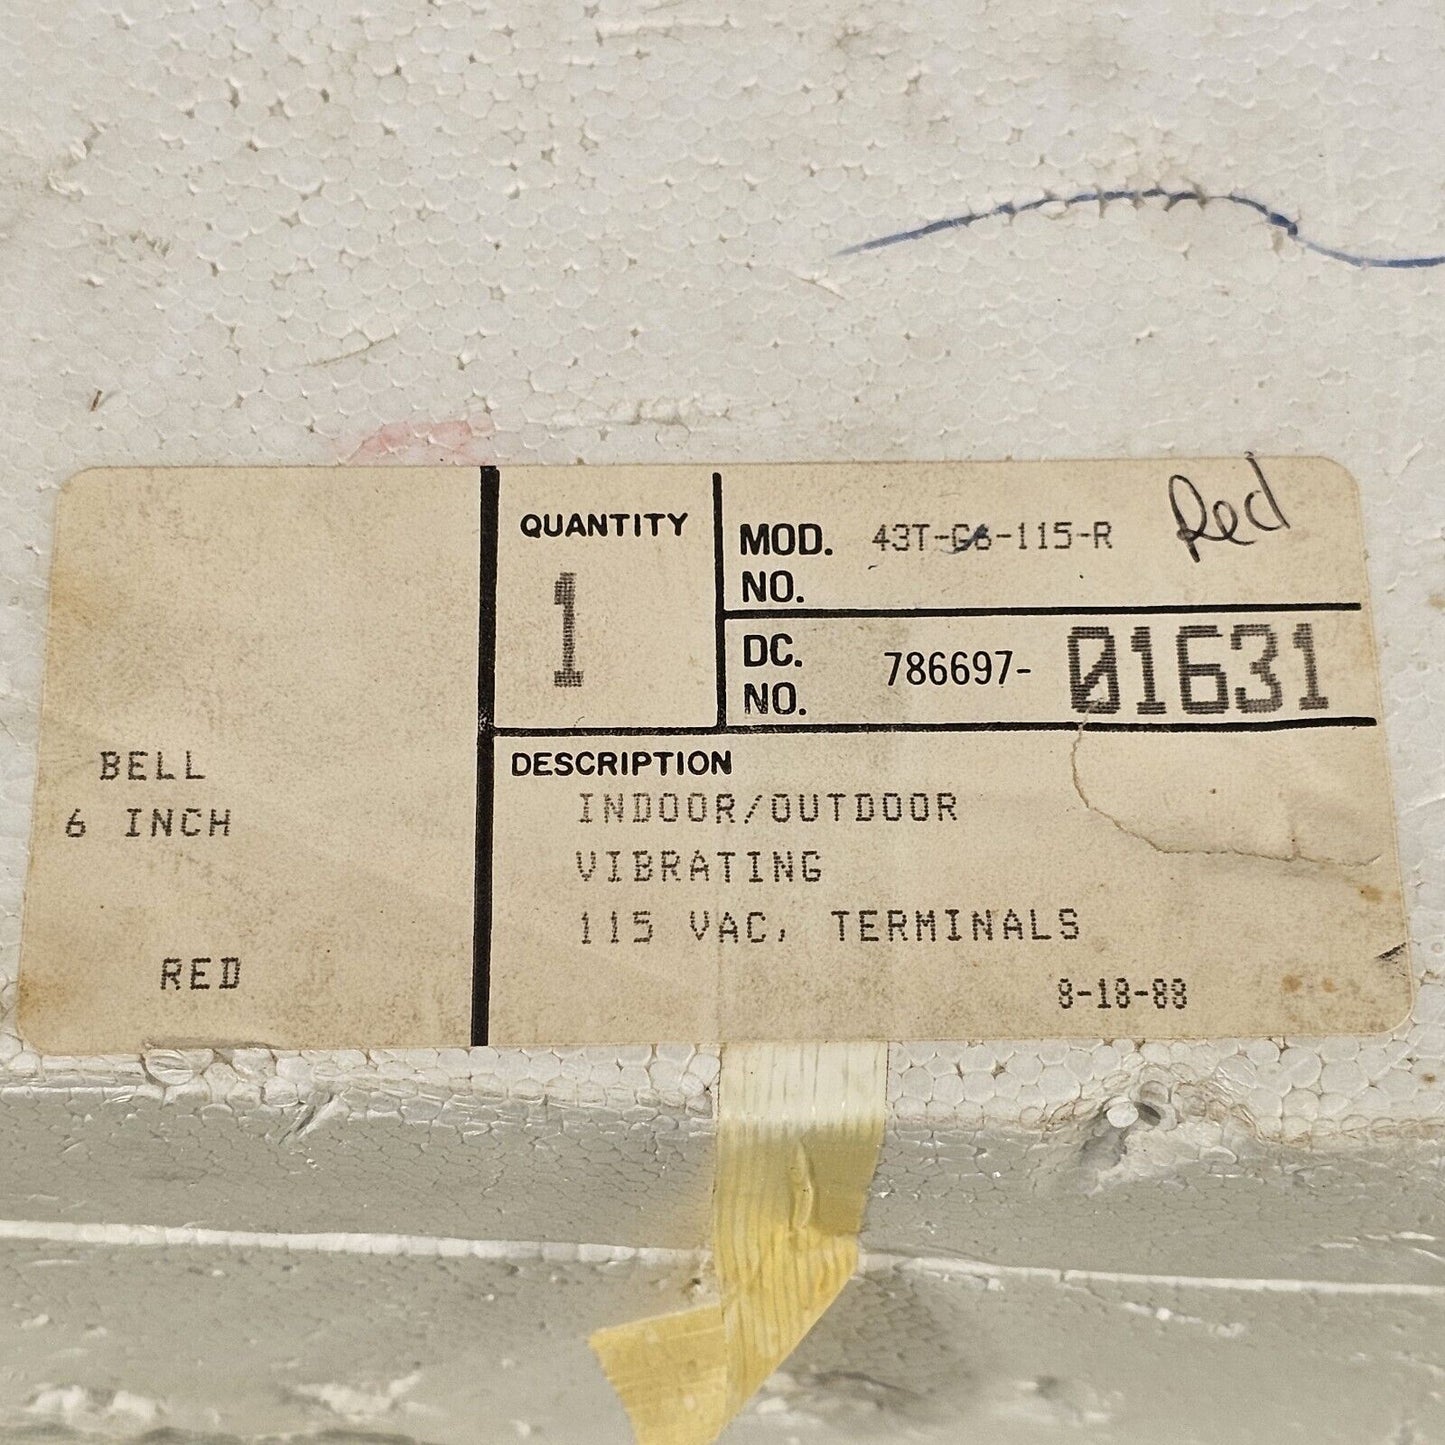 QUANTITY
1
MOD. NO. 43T-G6-115-R Red
DC. NO. 786697-01631
BELL
6 INCH
RED
DESCRIPTION
INDOOR/OUTDOOR
VIBRATING
115 VAC, TERMINALS
8-18-88